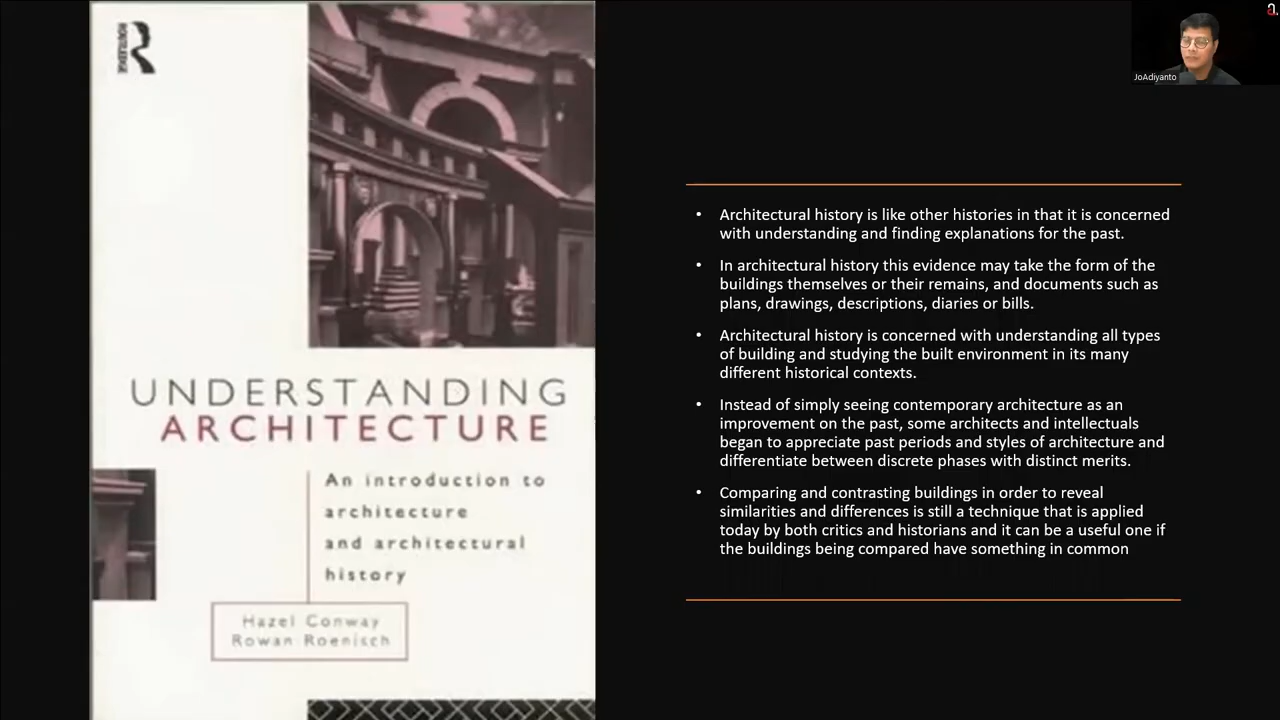 ROUTLEDGE
UNDERSTANDING
ARCHITECTURE
An introduction to
architecture
and architectural
history
Hazel Conway
Rowan Roenisch
• Architectural history is like other histories in that it is concerned
with understanding and finding explanations for the past.
• In architectural history this evidence may take the form of the
buildings themselves or their remains, and documents such as
plans, drawings, descriptions, diaries or bills.
• Architectural history is concerned with understanding all types
of building and studying the built environment in its many
different historical contexts.
• Instead of simply seeing contemporary architecture as an
improvement on the past, some architects and intellectuals
began to appreciate past periods and styles of architecture and
differentiate between discrete phases with distinct merits.
• Comparing and contrasting buildings in order to reveal
similarities and differences is still a technique that is applied
today by both critics and historians and it can be a useful one if
the buildings being compared have something in common
a.
JoAdiyanto